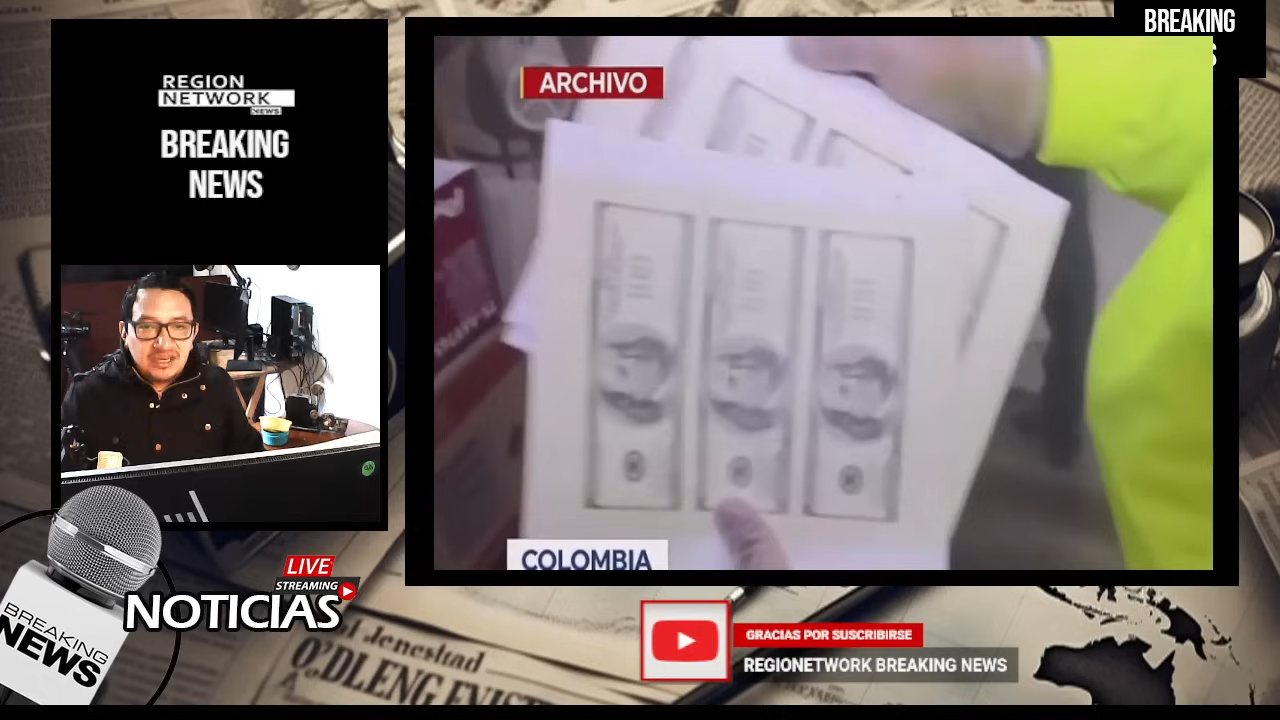 BREAKING
REGION
NETWORK
NEWS
BREAKING
NEWS
ARCHIVO
COLOMBIA
LIVE
STREAMING
NOTICIAS
BREAKING
NEWS
GRACIAS POR SUSCRIBIRSE
REGIONETWORK BREAKING NEWS